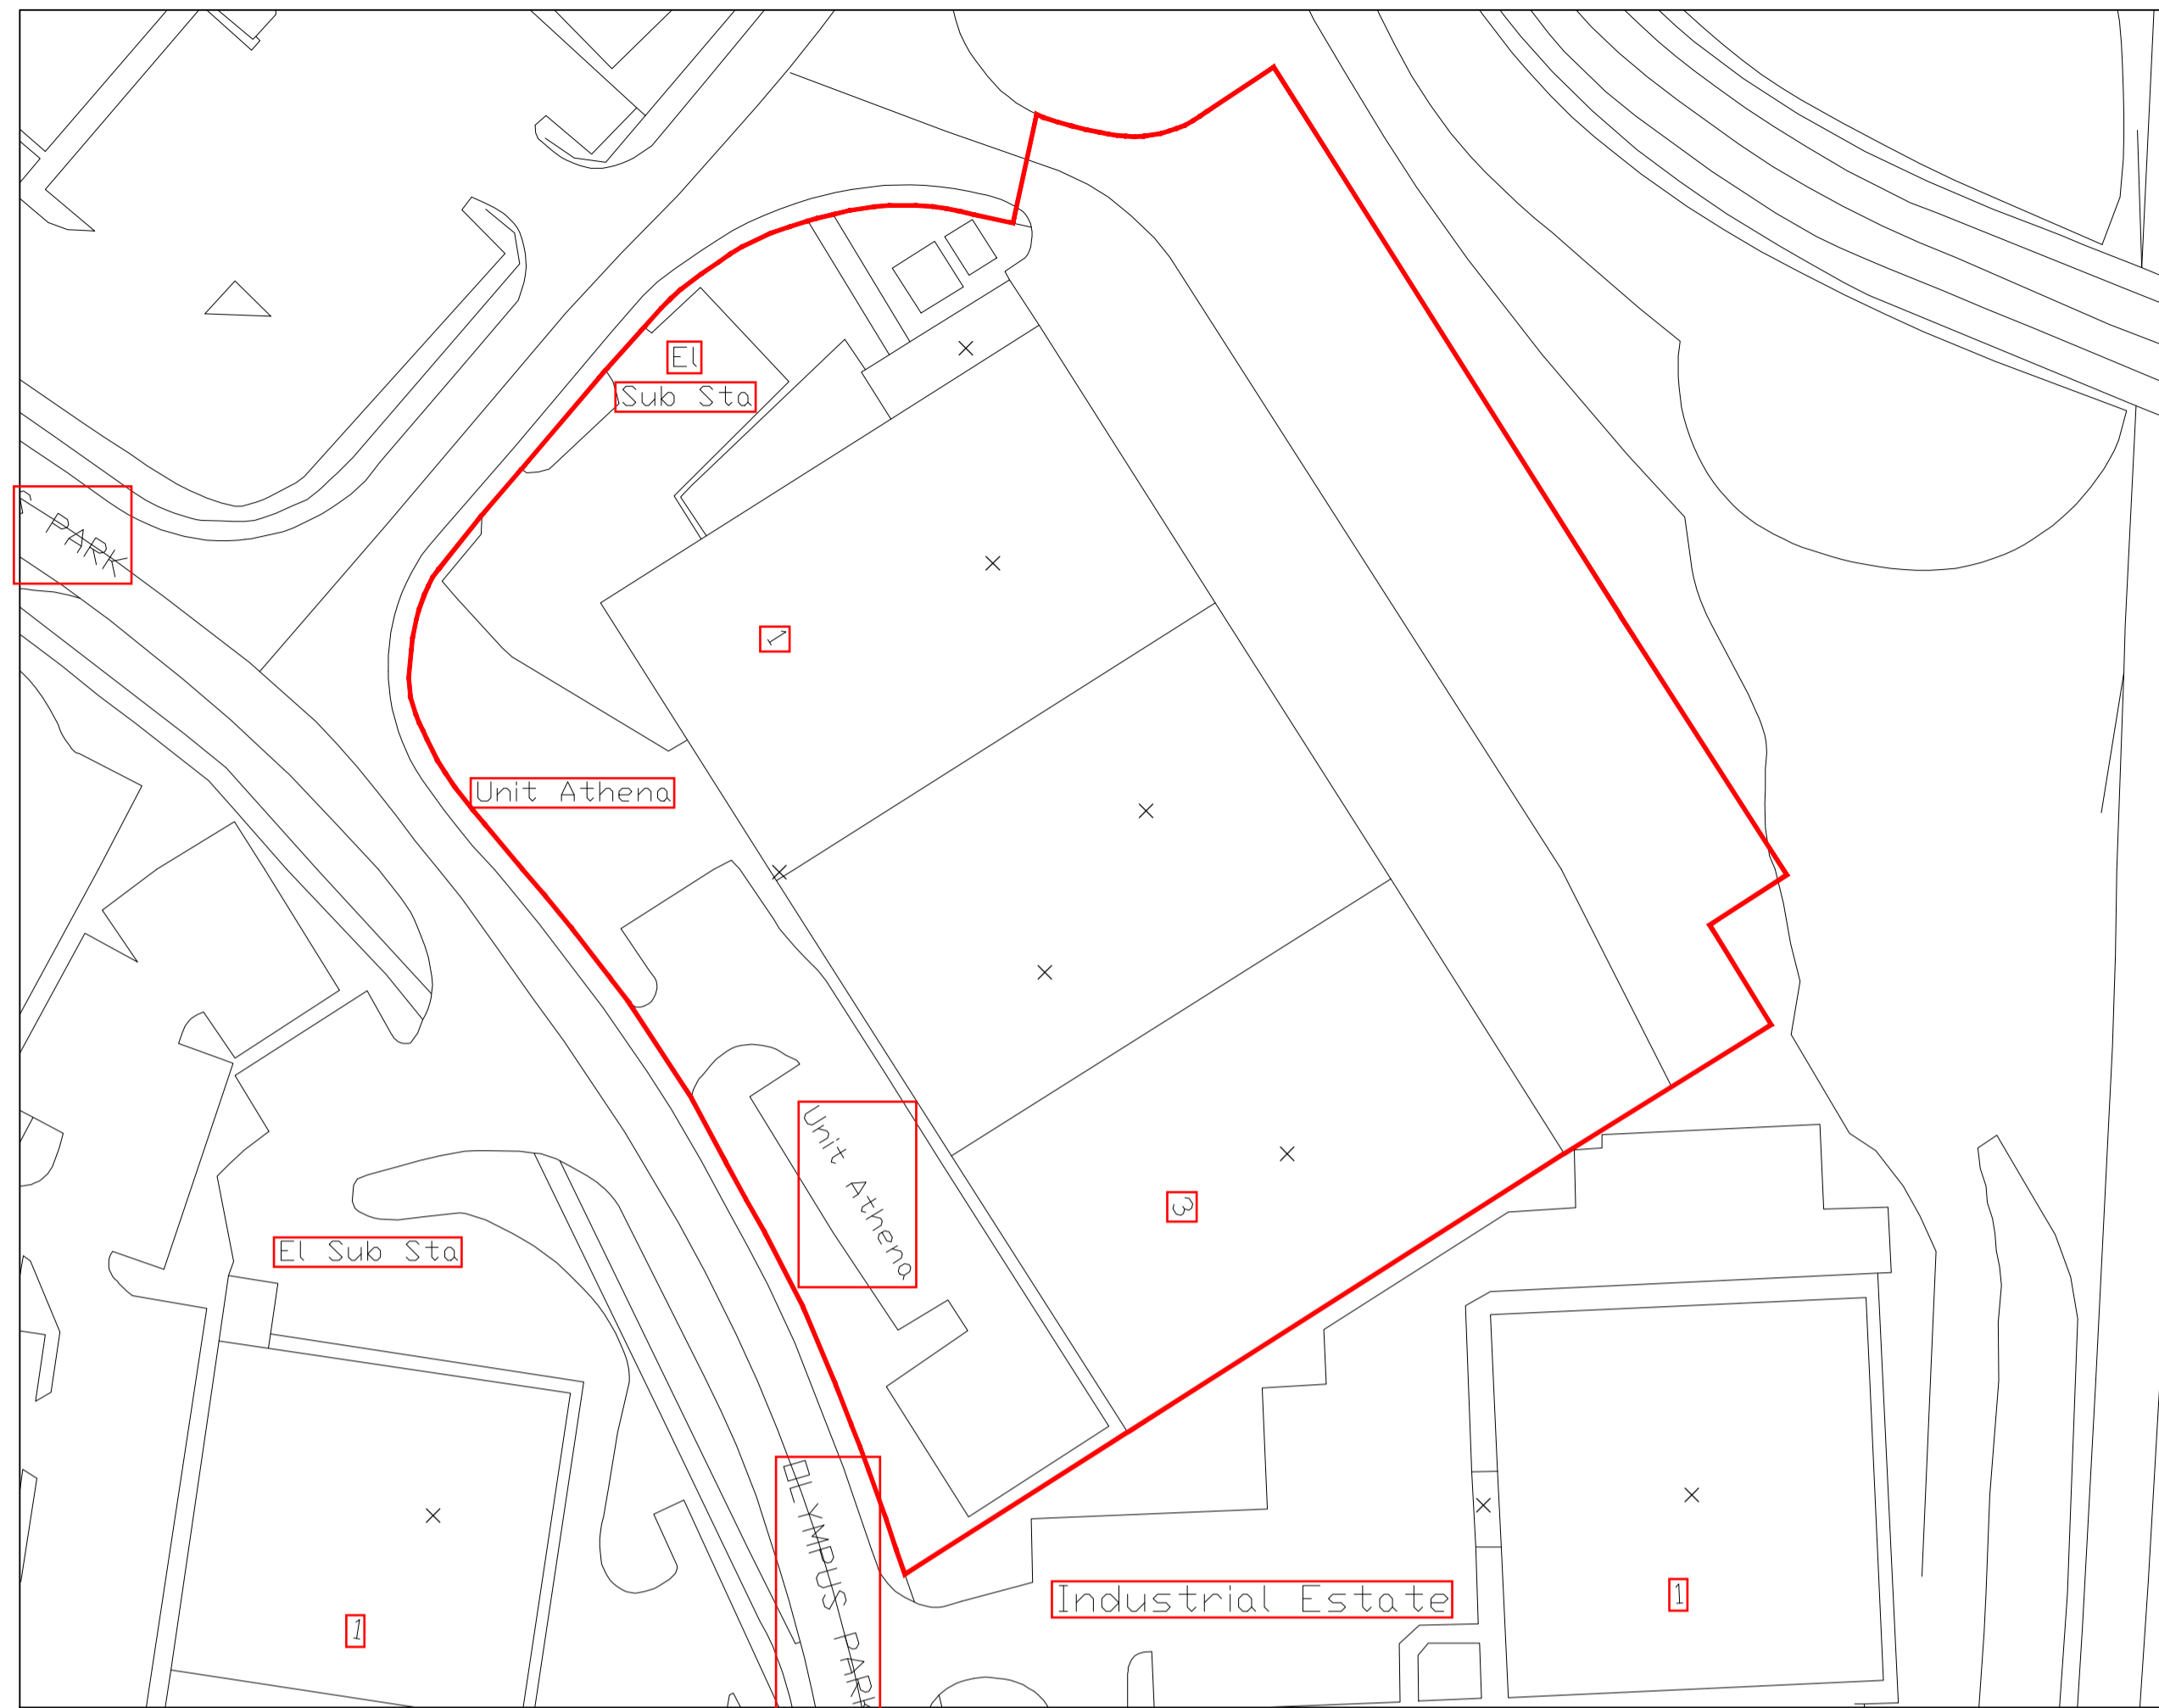 El
Sub Sta
PARK
1
Unit Athena
Unit Athena
3
El Sub Sta
OLYMPUS PARK
Industrial Estate
1
1